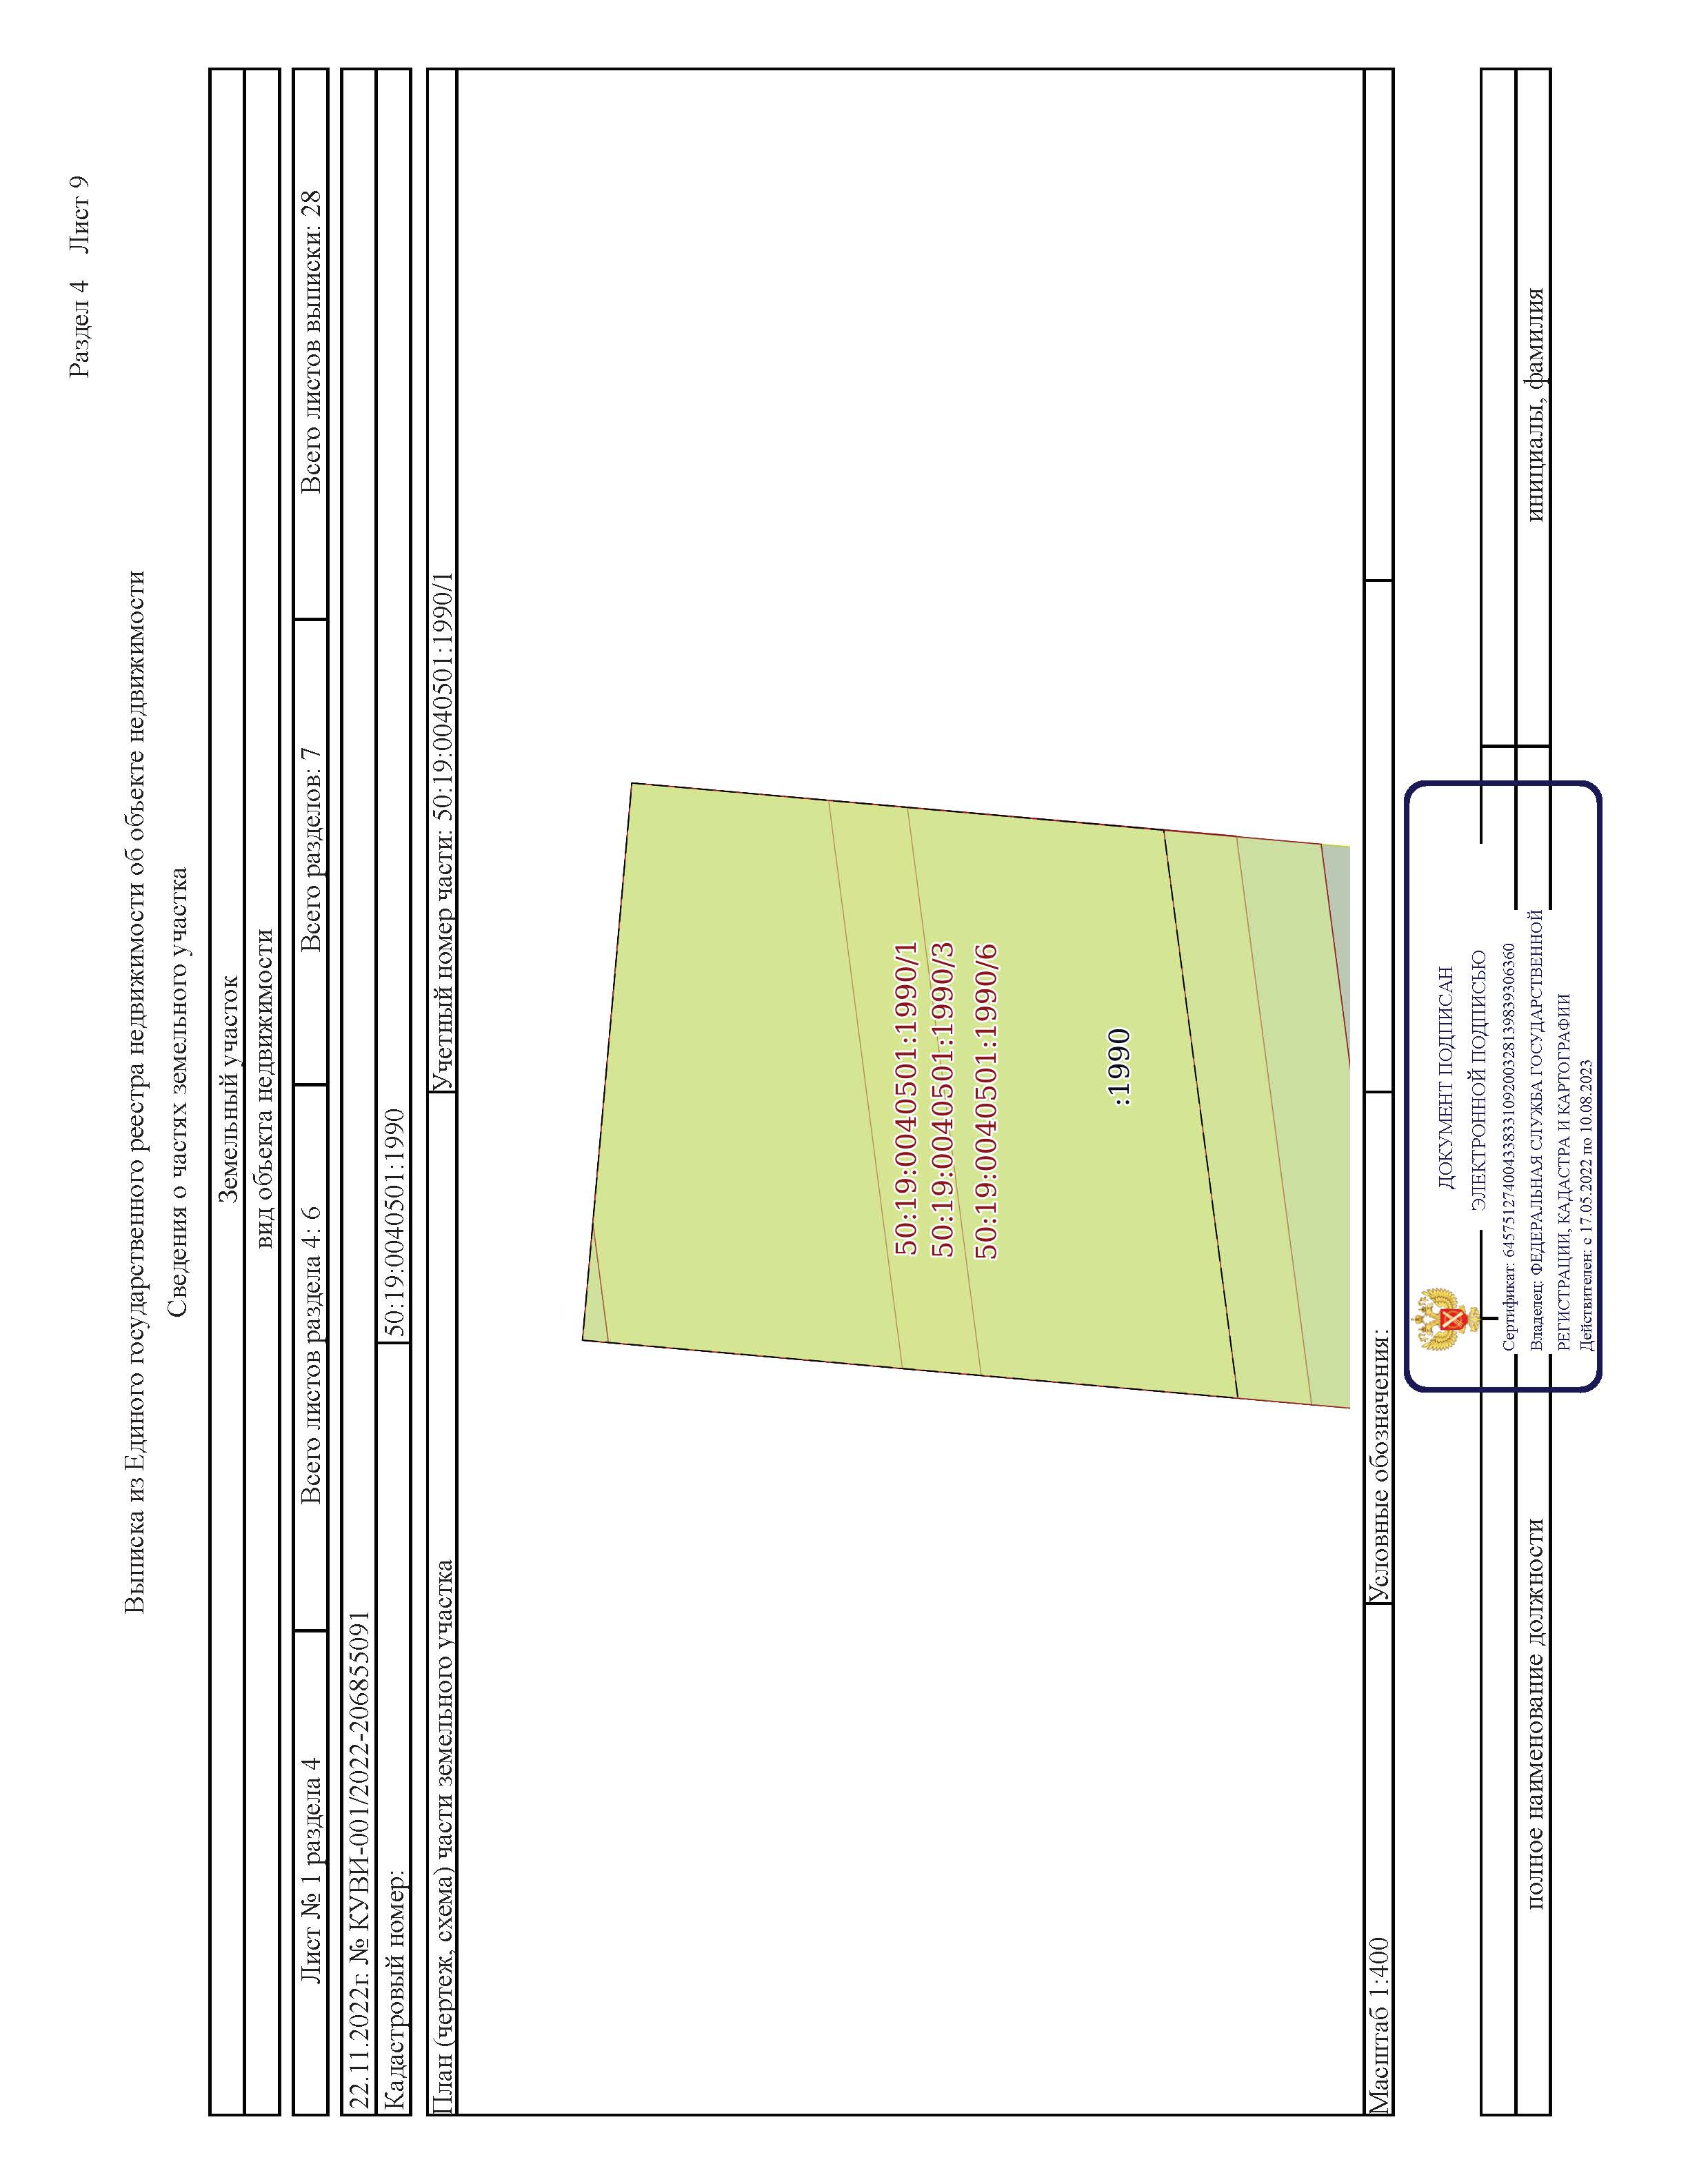 Раздел 4 Лист 9
Выписка из Единого государственного реестра недвижимости об объекте недвижимости
Сведения о частях земельного участка
Земельный участок
вид объекта недвижимости
Лист № 1 раздела 4 Всего листов раздела 4: 6 Всего разделов: 7 Всего листов выписки: 28
22.11.2022г. № КУВИ-001/2022-206855091
Кадастровый номер: 50:19:0040501:1990
План (чертеж, схема) части земельного участка Учетный номер части: 50:19:0040501:1990/1
50:19:0040501:1990/1
50:19:0040501:1990/3
50:19:0040501:1990/6
:1990
Масштаб 1:400 Условные обозначения:
ДОКУМЕНТ ПОДПИСАН
ЭЛЕКТРОННОЙ ПОДПИСЬЮ
Сертификат: 645751274004338331092003281398393​06360
Владелец: ФЕДЕРАЛЬНАЯ СЛУЖБА ГОСУДАРСТВЕННОЙ
РЕГИСТРАЦИИ, КАДАСТРА И КАРТОГРАФИИ
Действителен: с 17.05.2022 по 10.08.2023
полное наименование должности инициалы, фамилия